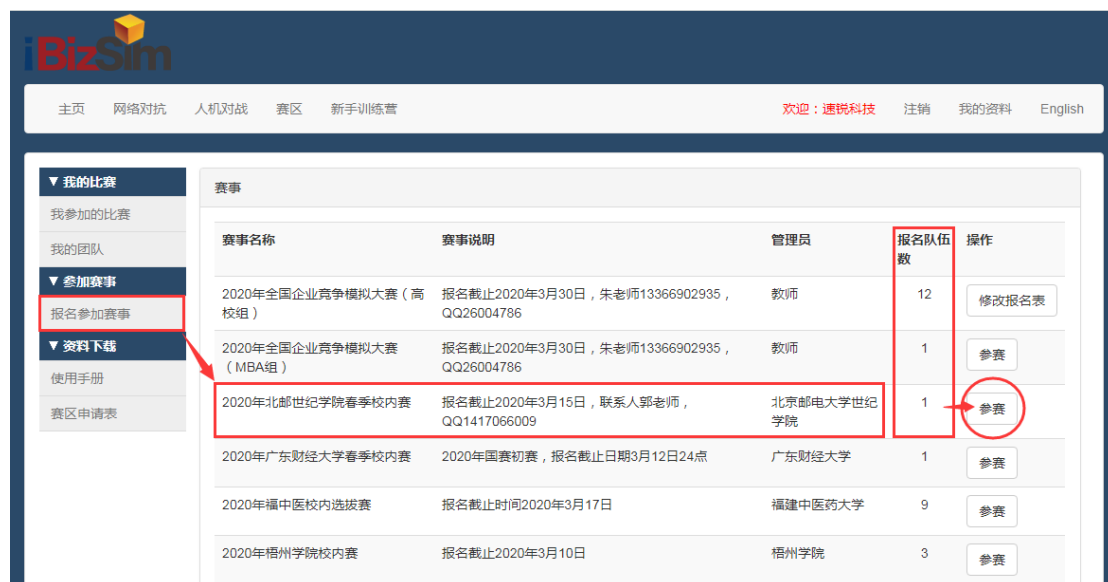 iBizSim
主页 网络对抗 人机对战 赛区 新手训练营 欢迎：速锐科技 注销 我的资料 English
▼ 我的比赛
我参加的比赛
我的团队
▼ 参加赛事
报名参加赛事
▼ 资料下载
使用手册
赛区申请表
赛事
赛事名称 赛事说明 管理员 报名队伍 操作
数
2020年全国企业竞争模拟大赛（高 报名截止2020年3月30日，朱老师13366902935， 教师 12 修改报名表
校组） QQ26004786
2020年全国企业竞争模拟大赛 报名截止2020年3月30日，朱老师13366902935， 教师 1 参赛
（MBA组） QQ26004786
2020年北邮世纪学院春季校内赛 报名截止2020年3月15日，联系人郭老师， 北京邮电大学世纪 1 参赛
QQ1417066009 学院
2020年广东财经大学春季校内赛 2020年国赛初赛，报名截止日期3月12日24点 广东财经大学 1 参赛
2020年福中医校内选拔赛 报名截止时间2020年3月17日 福建中医药大学 9 参赛
2020年梧州学院校内赛 报名截止2020年3月10日 梧州学院 3 参赛